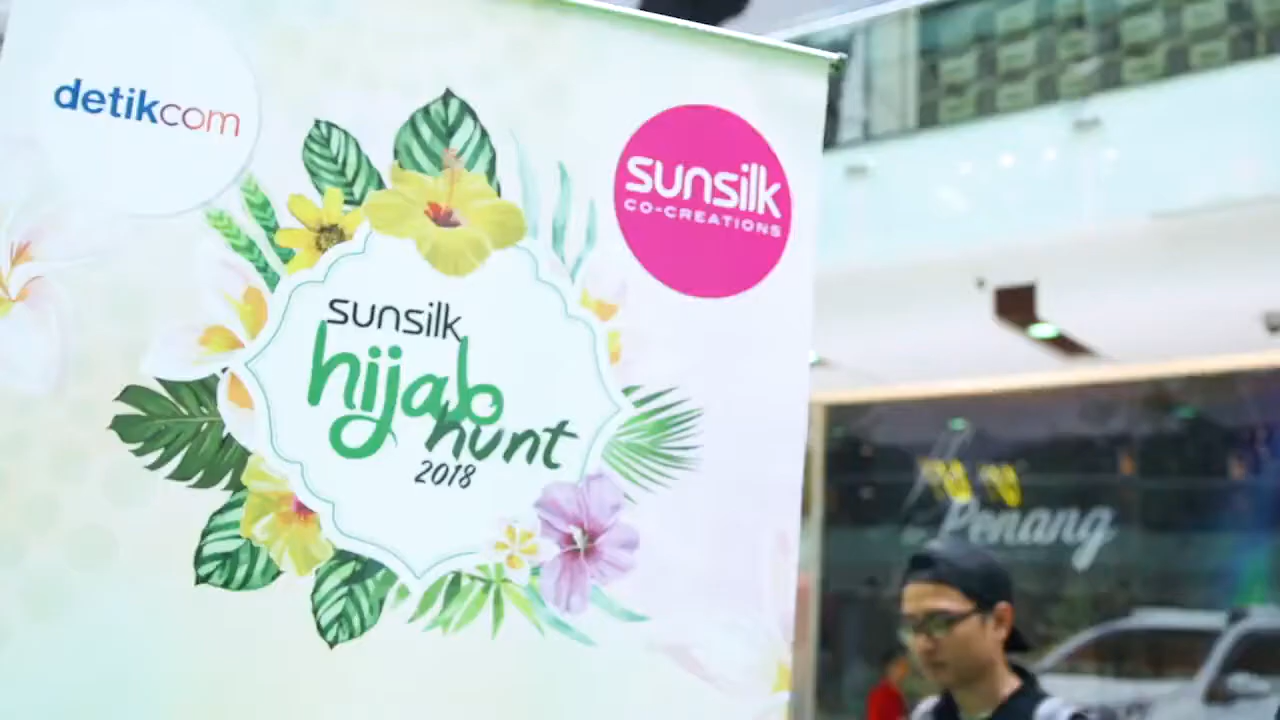 detikcom
sunsilk
CO-CREATIONS
sunsilk
hijab
hunt
2018
Penang